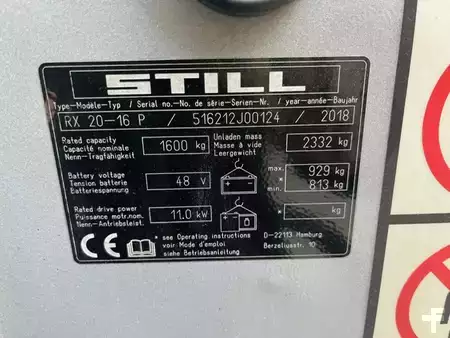 STILL
Type-Modèle-Typ / Serial no.-No. de série-Serien-Nr. / year-année-Baujahr
RX 20-16 P / 516212J00124 / 2018
Rated capacity
Capacité nominale
Nenn-Tragfähigkeit
1600 kg
Unladen mass
Masse à vide
Leergewicht
2332 kg
Battery voltage
Tension batterie
Batteriespannung
48 V
max. 929 kg
*
min. 813 kg
Rated drive power
Puissance motr.nom.
Nenn-Antriebsleist.
11.0 kW
* kg
CE
* see Operating instructions
voir Mode d'emploi
siehe Betriebsanleitung
D-22113 Hamburg
Berzeliusstr. 10